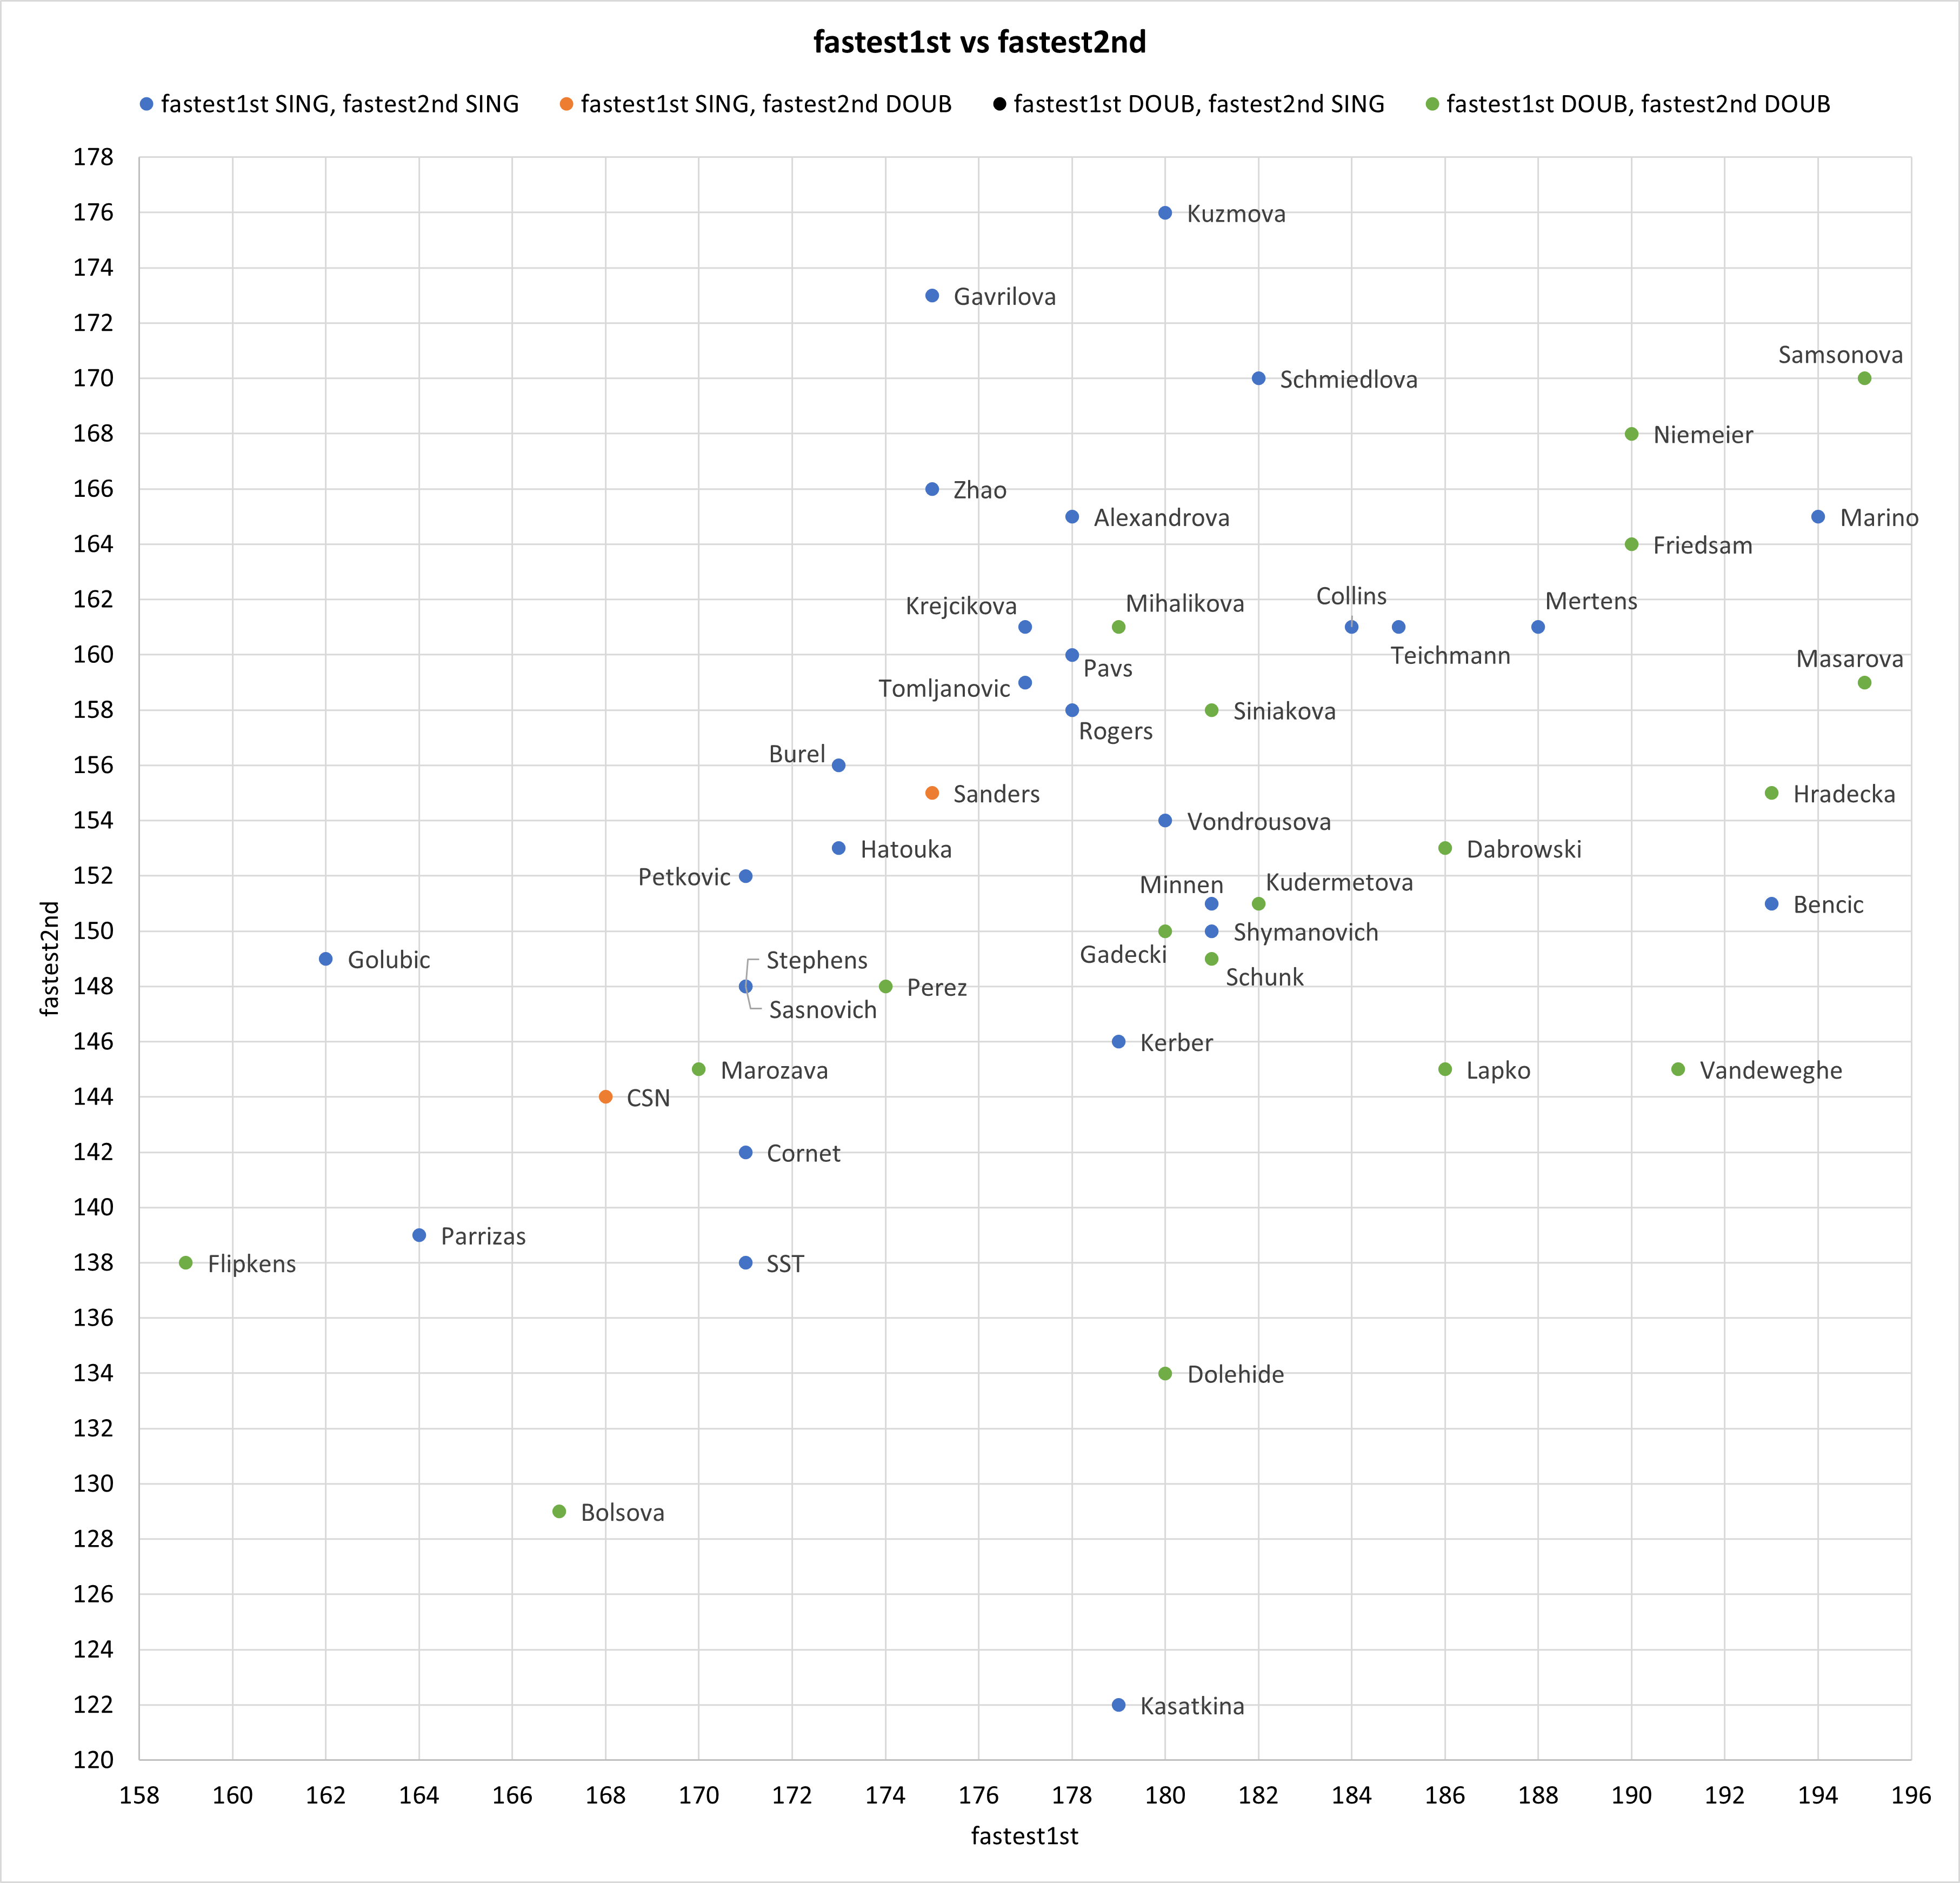 fastest1st vs fastest2nd
fastest1st SING, fastest2nd SING fastest1st SING, fastest2nd DOUB fastest1st DOUB, fastest2nd SING fastest1st DOUB, fastest2nd DOUB
178
176
174
172
170
168
166
164
162
160
158
156
154
152
150
148
146
144
142
140
138
136
134
132
130
128
126
124
122
120
fastest2nd
Kuzmova
Gavrilova
Samsonova
Schmiedlova
Niemeier
Zhao
Alexandrova
Marino
Friedsam
Collins
Mertens
Krejcikova
Mihalikova
Teichmann
Pavs
Masarova
Tomljanovic
Siniakova
Rogers
Burel
Sanders
Hradecka
Vondrousova
Hatouka
Dabrowski
Petkovic
Minnen
Kudermetova
Bencic
Shymanovich
Gadecki
Golubic
Stephens
Schunk
Perez
Sasnovich
Kerber
Marozava
Lapko
Vandeweghe
CSN
Cornet
Parrizas
Flipkens
SST
Dolehide
Bolsova
Kasatkina
158 160 162 164 166 168 170 172 174 176 178 180 182 184 186 188 190 192 194 196
fastest1st